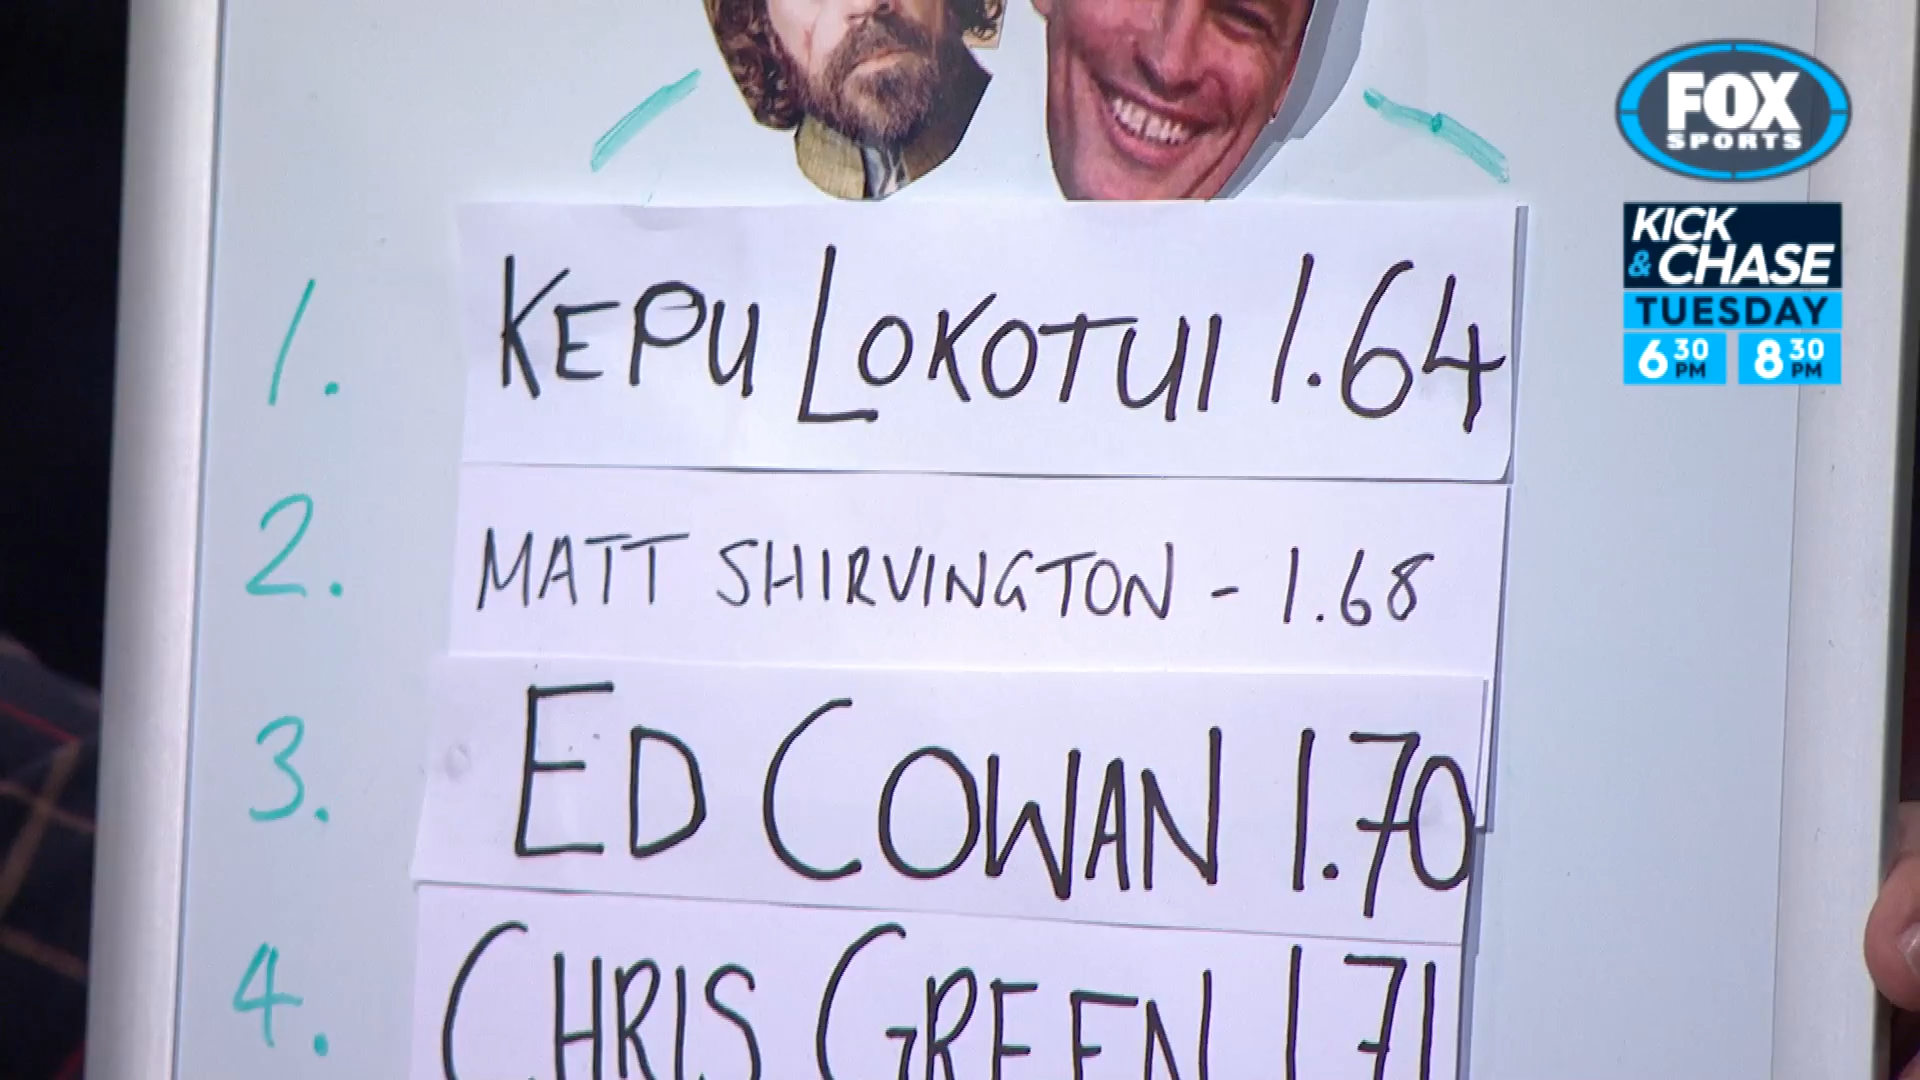 FOX
SPORTS
KICK
& CHASE
TUESDAY
6 30 PM 8 30 PM
1. KEPU LOKOTUI 1.64
2. MATT SHIRVINGTON - 1.68
3. ED COWAN 1.70
4. CHRIS GREEN 1.71